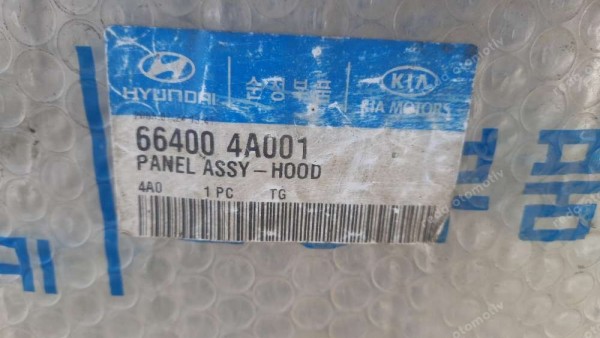 HYUNDAI
순정부품
KIA
KIA MOTORS
66400 4A001
PANEL ASSY-HOOD
4A0 1 PC TG